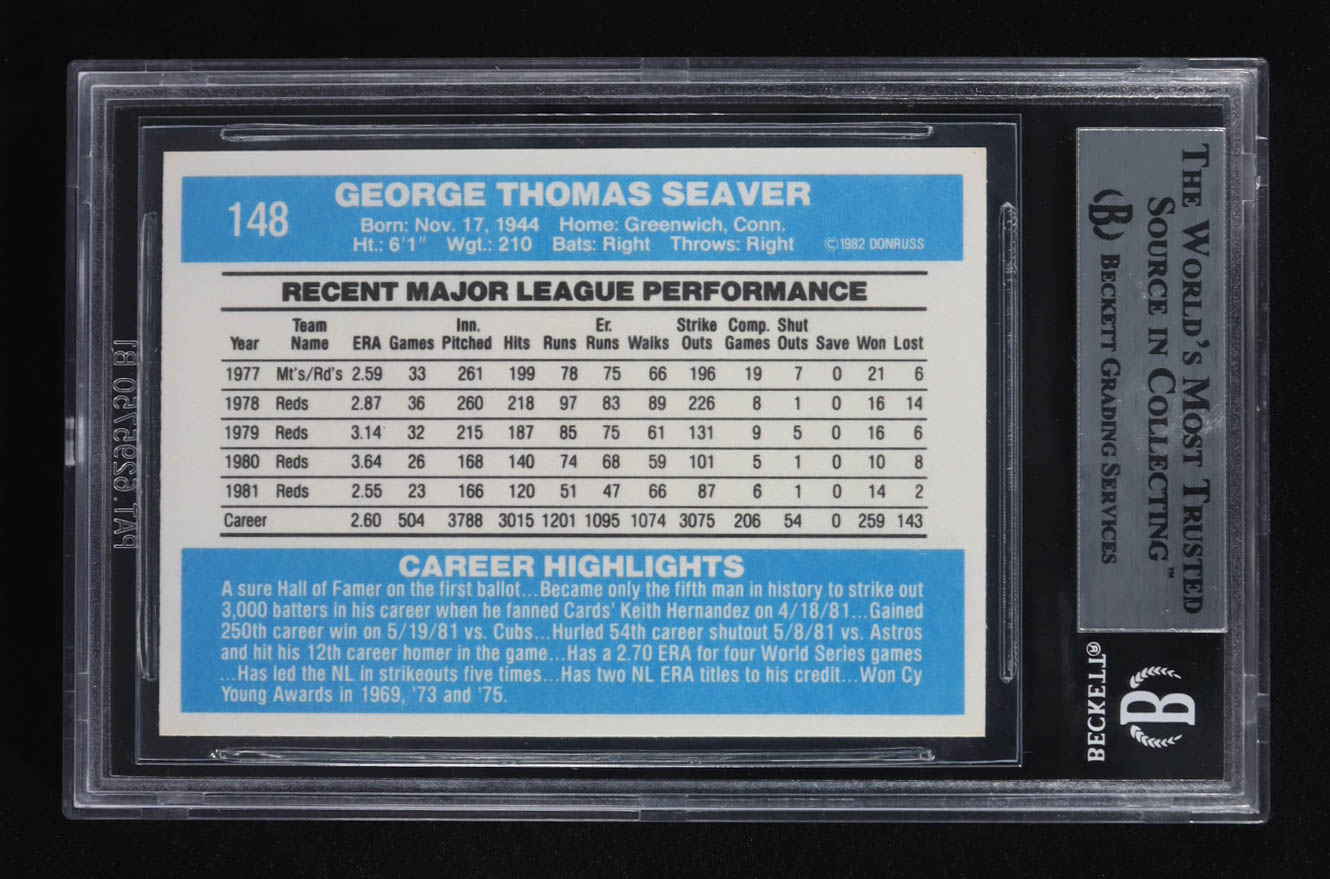 148
GEORGE THOMAS SEAVER
Born: Nov. 17, 1944 Home: Greenwich, Conn.
Ht.: 6'1" Wgt.: 210 Bats: Right Throws: Right ©1982 DONRUSS
RECENT MAJOR LEAGUE PERFORMANCE
Year Team Name ERA Games Inn. Pitched Hits Runs Er. Runs Walks Strike Outs Comp. Games Shut Outs Save Won Lost
1977 Mt's/Rd's 2.59 33 261 199 78 75 66 196 19 7 0 21 6
1978 Reds 2.87 36 260 218 97 83 89 226 8 1 0 16 14
1979 Reds 3.14 32 215 187 85 75 61 131 9 5 0 16 6
1980 Reds 3.64 26 168 140 74 68 59 101 5 1 0 10 8
1981 Reds 2.55 23 166 120 51 47 66 87 6 1 0 14 2
Career 2.60 504 3788 3015 1201 1095 1074 3075 206 54 0 259 143
CAREER HIGHLIGHTS
A sure Hall of Famer on the first ballot...Became only the fifth man in history to strike out
3,000 batters in his career when he fanned Cards' Keith Hernandez on 4/18/81...Gained
250th career win on 5/19/81 vs. Cubs...Hurled 54th career shutout 5/8/81 vs. Astros
and hit his 12th career homer in the game...Has a 2.70 ERA for four World Series games
...Has led the NL in strikeouts five times...Has two NL ERA titles to his credit...Won Cy
Young Awards in 1969, '73 and '75.
THE WORLD'S MOST TRUSTED
SOURCE IN COLLECTING™
B BECKETT GRADING SERVICES
BECKETT®
B